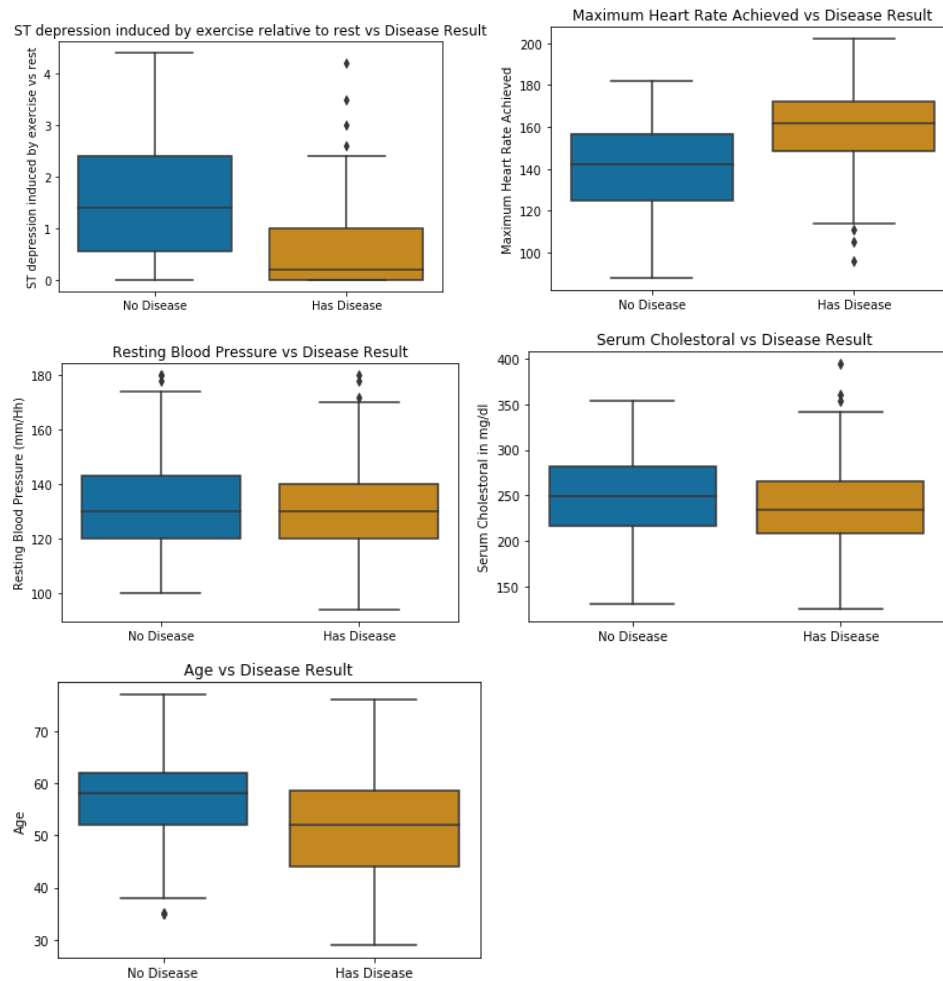 ST depression induced by exercise relative to rest vs Disease Result
ST depression induced by exercise vs rest
4
3
2
1
0
No Disease
Has Disease
Maximum Heart Rate Achieved vs Disease Result
Maximum Heart Rate Achieved
200
180
160
140
120
100
No Disease
Has Disease
Resting Blood Pressure vs Disease Result
Resting Blood Pressure (mm/Hh)
180
160
140
120
100
No Disease
Has Disease
Serum Cholestoral vs Disease Result
Serum Cholestoral in mg/dl
400
350
300
250
200
150
No Disease
Has Disease
Age vs Disease Result
Age
70
60
50
40
30
No Disease
Has Disease